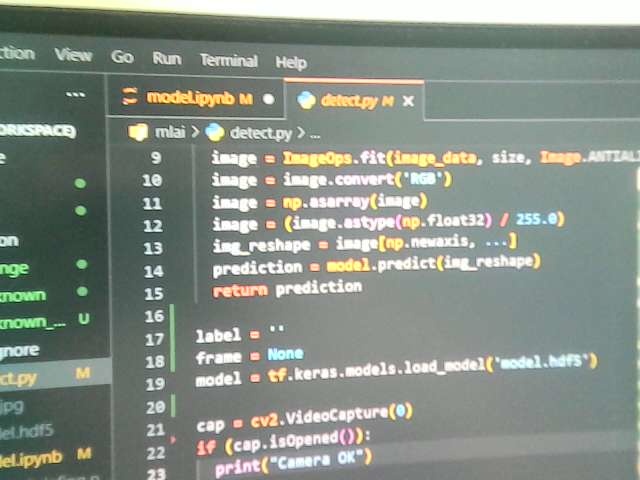 ction View Go Run Terminal Help
... model.ipynb M detect.py M
ORKSPACE) mlai > detect.py > ...
9 image = ImageOps.fit(image_data, size, Image.ANTIALI
10 image = image.convert('RGB')
11 image = np.asarray(image)
12 image = (image.astype(np.float32) / 255.0)
on 13 img_reshape = image[np.newaxis, ...]
nge 14 prediction = model.predict(img_reshape)
nown 15 return prediction
16
known_... U 17 label = ''
gnore 18 frame = None
ct.py M 19 model = tf.keras.models.load_model('model.hdf5')
jpg 20
el.hdf5 21 cap = cv2.VideoCapture(0)
del.ipynb M 22 if (cap.isOpened()):
23 print("Camera OK")